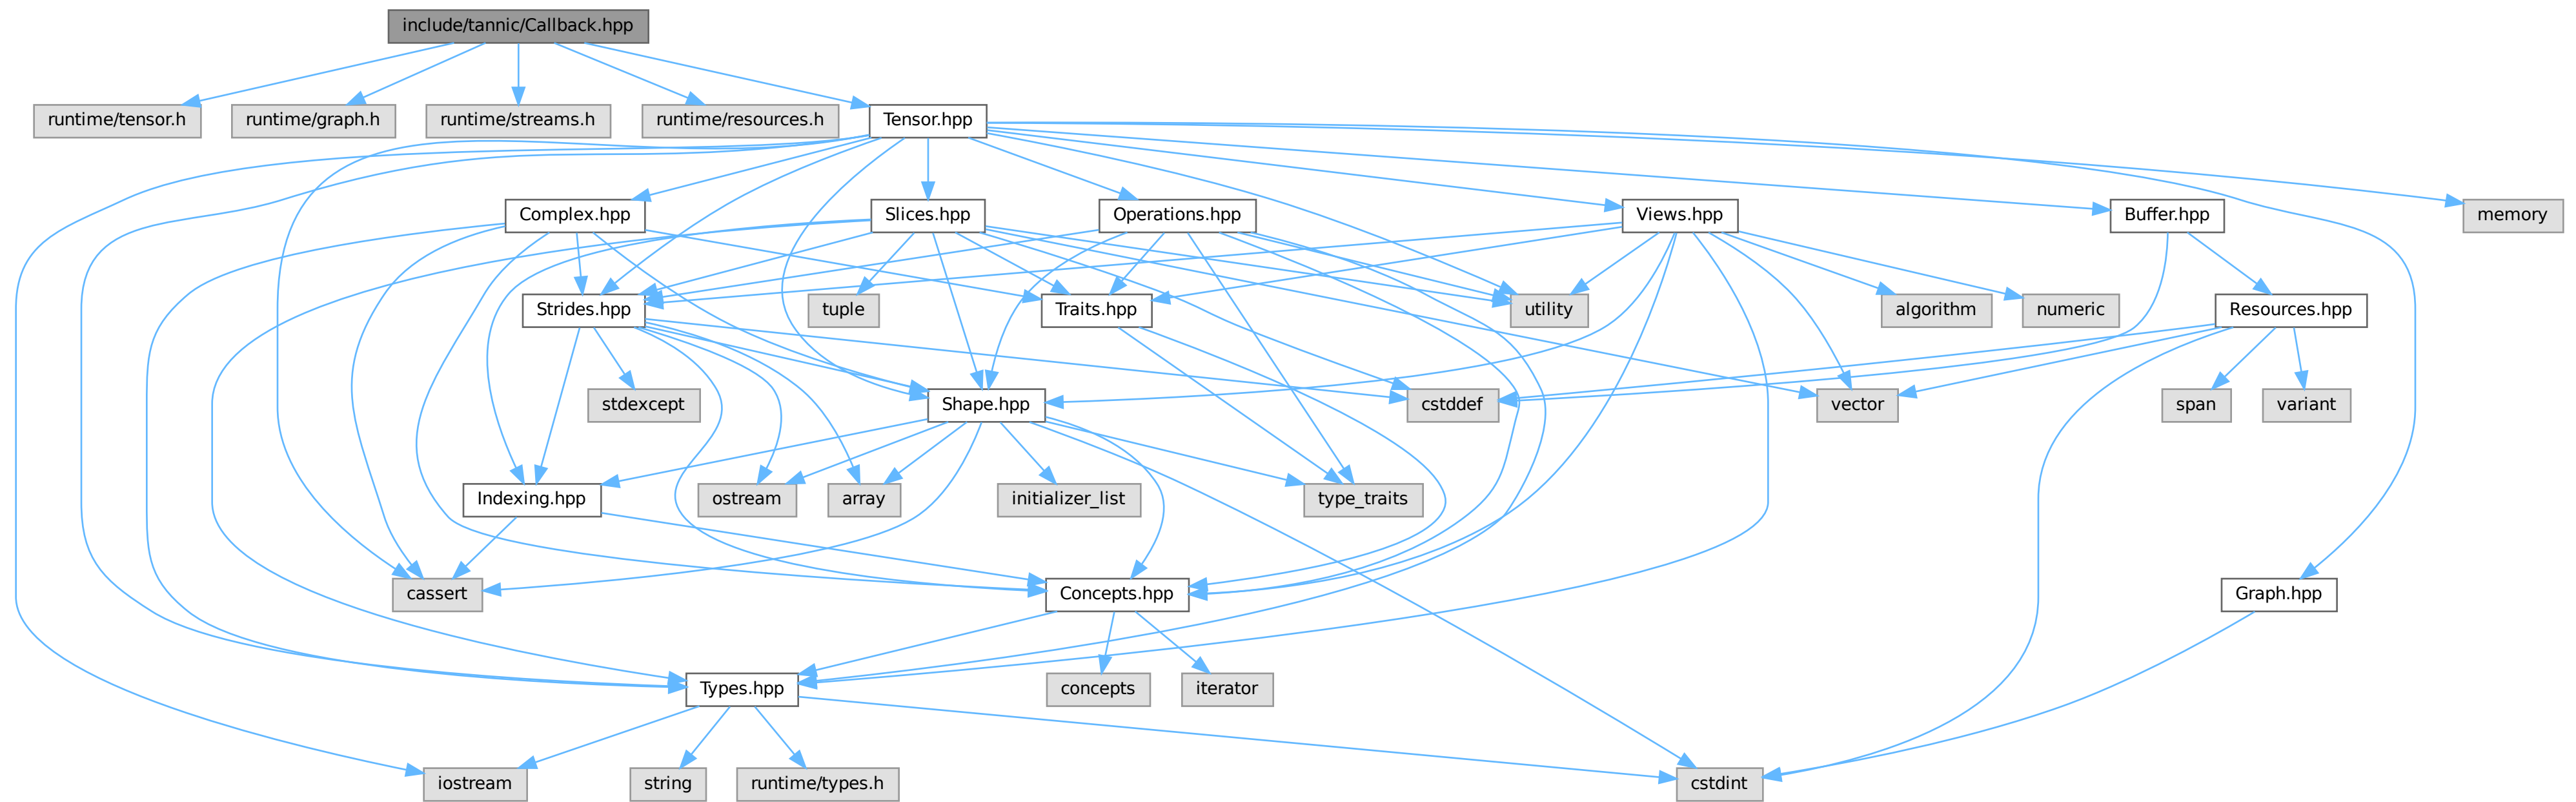 include/tannic/Callback.hpp
runtime/tensor.h
runtime/graph.h
runtime/streams.h
runtime/resources.h
Tensor.hpp
Complex.hpp
Slices.hpp
Operations.hpp
Views.hpp
Buffer.hpp
memory
Strides.hpp
tuple
Traits.hpp
utility
algorithm
numeric
Resources.hpp
stdexcept
Shape.hpp
cstddef
vector
span
variant
Indexing.hpp
ostream
array
initializer_list
type_traits
cassert
Concepts.hpp
Graph.hpp
Types.hpp
concepts
iterator
iostream
string
runtime/types.h
cstdint